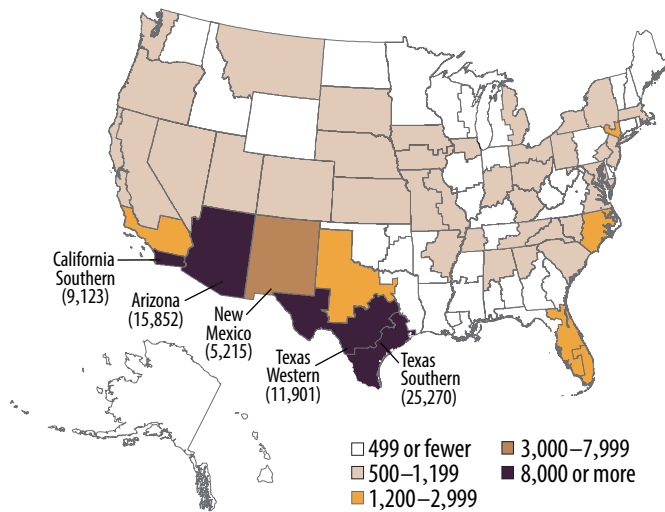 California
Southern
(9,123)
Arizona
(15,852)
New
Mexico
(5,215)
Texas
Western
(11,901)
Texas
Southern
(25,270)
499 or fewer
500–1,199
1,200–2,999
3,000–7,999
8,000 or more